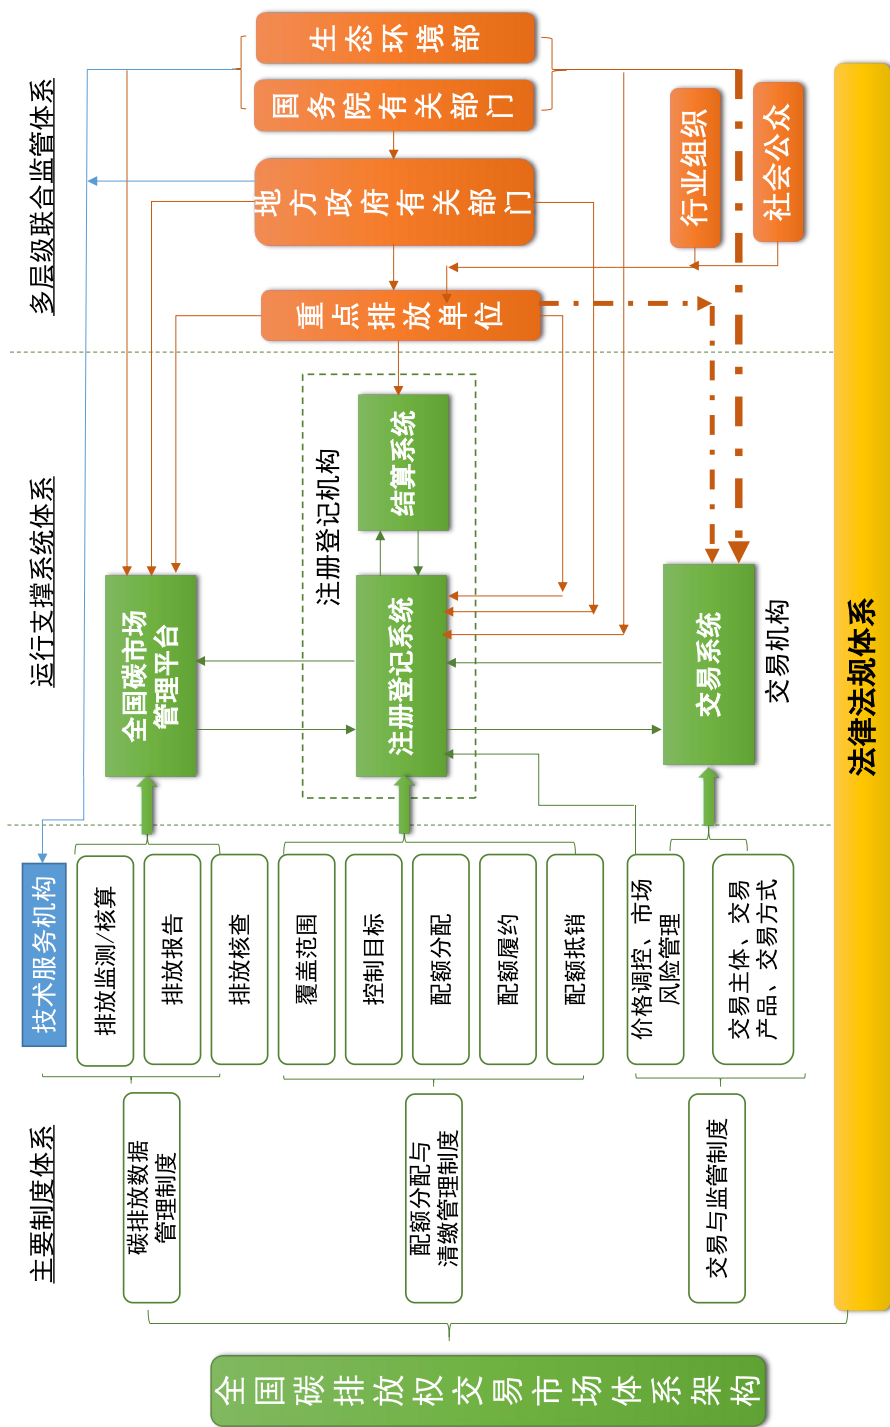 全国碳排放权交易市场体系架构
主要制度体系
运行支撑系统体系
多层级联合监管体系
碳排放数据
管理制度
配额分配与
清缴管理制度
交易与监管制度
技术服务机构
排放监测/核算
排放报告
排放核查
覆盖范围
控制目标
配额分配
配额履约
配额抵销
价格调控、市场
风险管理
交易主体、交易
产品、交易方式
全国碳市场
管理平台
注册登记机构
注册登记系统
结算系统
交易系统
交易机构
生态环境部
国务院有关部门
地方政府有关部门
重点排放单位
行业组织
社会公众
法律法规体系